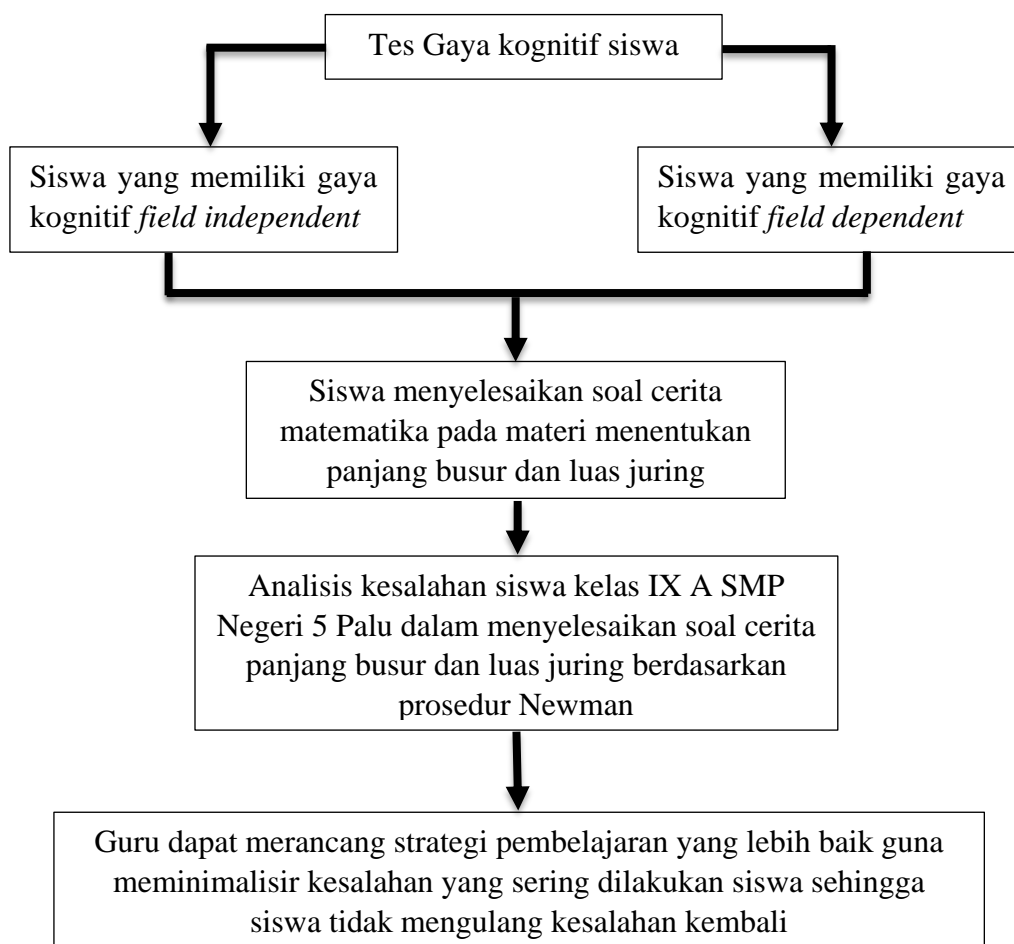 Tes Gaya kognitif siswa
Siswa yang memiliki gaya
kognitif field independent
Siswa yang memiliki gaya
kognitif field dependent
Siswa menyelesaikan soal cerita
matematika pada materi menentukan
panjang busur dan luas juring
Analisis kesalahan siswa kelas IX A SMP
Negeri 5 Palu dalam menyelesaikan soal cerita
panjang busur dan luas juring berdasarkan
prosedur Newman
Guru dapat merancang strategi pembelajaran yang lebih baik guna
meminimalisir kesalahan yang sering dilakukan siswa sehingga
siswa tidak mengulang kesalahan kembali